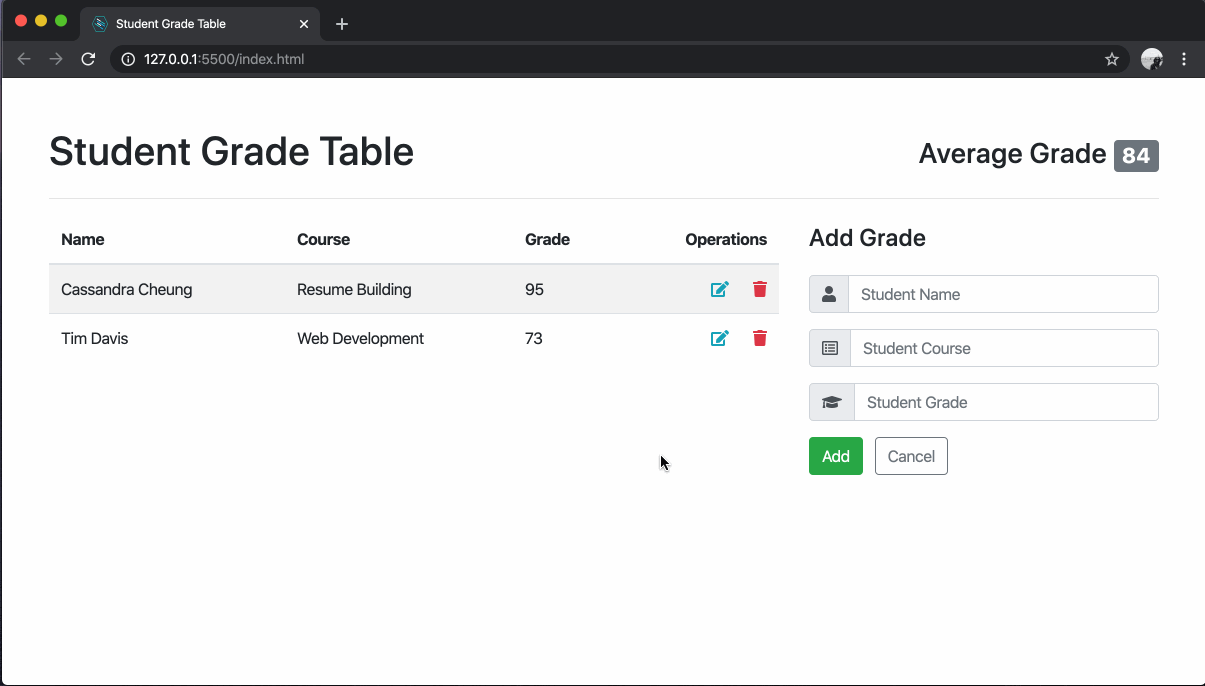 Student Grade Table
127.0.0.1:5500/index.html
Student Grade Table
Average Grade 84
Name Course Grade Operations
Cassandra Cheung Resume Building 95
Tim Davis Web Development 73
Add Grade
Student Name
Student Course
Student Grade
Add Cancel